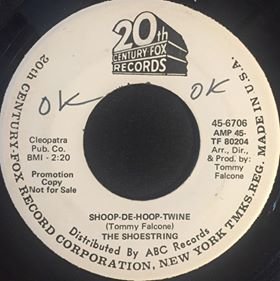 20th
CENTURY FOX
RECORDS
OK OK
Cleopatra
Pub. Co.
BMI - 2:20
Promotion
Copy
Not for Sale
45-6706
AMP 45-
TF 80204
Arr., Dir.,
& Prod. by:
Tommy
Falcone
SHOOP-DE-HOOP-TWINE
(Tommy Falcone)
THE SHOESTRING
Distributed By ABC Records
20th CENTURY-FOX RECORD CORPORATION, NEW YORK TMKS. REG. MADE IN U.S.A.